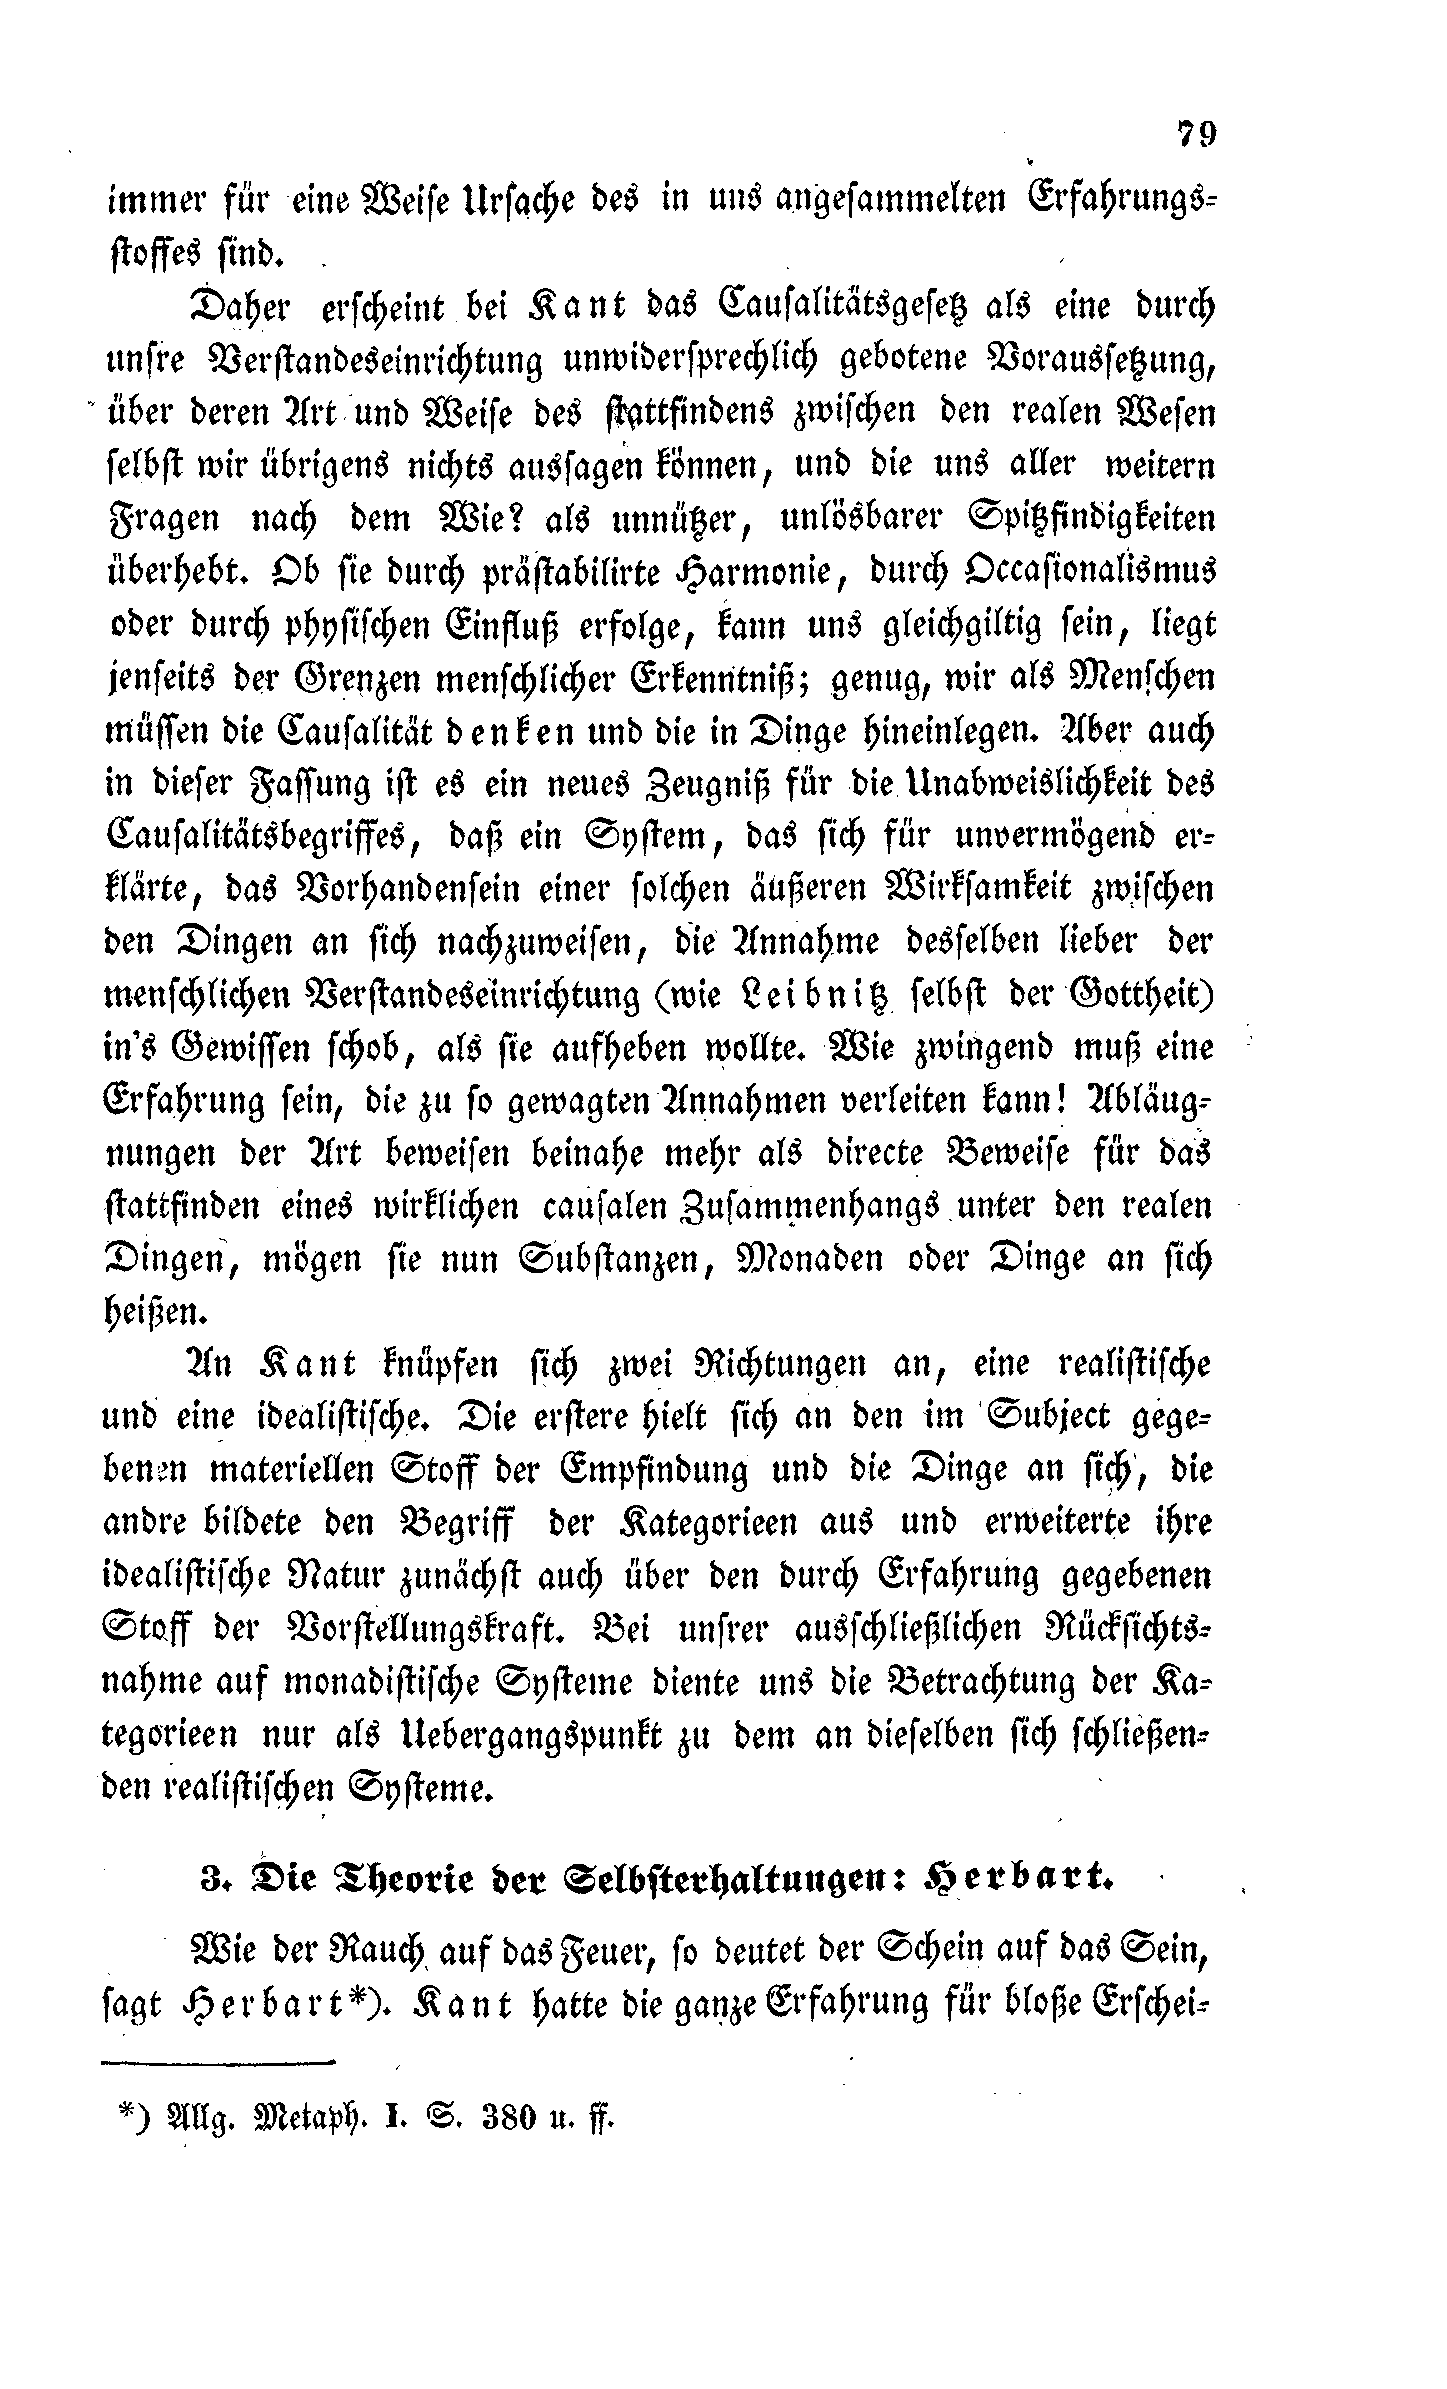 79
immer für eine Weise Ursache des in uns angesammelten Erfahrungs-
stoffes sind.
Daher erscheint bei Kant das Causalitätsgesetz als eine durch
unsre Verstandeseinrichtung unwidersprechlich gebotene Voraussetzung,
über deren Art und Weise des stattfindens zwischen den realen Wesen
selbst wir übrigens nichts aussagen können, und die uns aller weitern
Fragen nach dem Wie? als unnützer, unlösbarer Spitzfindigkeiten
überhebt. Ob sie durch prästabilirte Harmonie, durch Occasionalismus
oder durch physischen Einfluß erfolge, kann uns gleichgiltig sein, liegt
jenseits der Grenzen menschlicher Erkenntniß; genug, wir als Menschen
müssen die Causalität denken und die in Dinge hineinlegen. Aber auch
in dieser Fassung ist es ein neues Zeugniß für die Unabweislichkeit des
Causalitätsbegriffes, daß ein System, das sich für unvermögend er-
klärte, das Vorhandensein einer solchen äußeren Wirksamkeit zwischen
den Dingen an sich nachzuweisen, die Annahme desselben lieber der
menschlichen Verstandeseinrichtung (wie Leibnitz selbst der Gottheit)
in's Gewissen schob, als sie aufheben wollte. Wie zwingend muß eine
Erfahrung sein, die zu so gewagten Annahmen verleiten kann! Abläug-
nungen der Art beweisen beinahe mehr als directe Beweise für das
stattfinden eines wirklichen causalen Zusammenhangs unter den realen
Dingen, mögen sie nun Substanzen, Monaden oder Dinge an sich
heißen.
An Kant knüpfen sich zwei Richtungen an, eine realistische
und eine idealistische. Die erstere hielt sich an den im Subject gege-
benen materiellen Stoff der Empfindung und die Dinge an sich, die
andre bildete den Begriff der Kategorieen aus und erweiterte ihre
idealistische Natur zunächst auch über den durch Erfahrung gegebenen
Stoff der Vorstellungskraft. Bei unsrer ausschließlichen Rücksichts-
nahme auf monadistische Systeme diente uns die Betrachtung der Ka-
tegorieen nur als Uebergangspunkt zu dem an dieselben sich schließen-
den realistischen Systeme.
3. Die Theorie der Selbsterhaltungen: Herbart.
Wie der Rauch auf das Feuer, so deutet der Schein auf das Sein,
sagt Herbart*). Kant hatte die ganze Erfahrung für bloße Erschei-
*) Allg. Metaph. I. S. 380 u. ff.